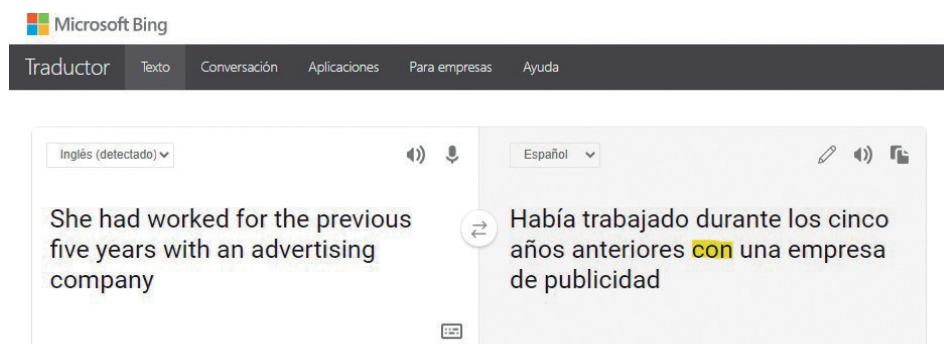 Microsoft Bing
Traductor Texto Conversación Aplicaciones Para empresas Ayuda
Inglés (detectado)
She had worked for the previous
five years with an advertising
company
Español
Había trabajado durante los cinco
años anteriores con una empresa
de publicidad